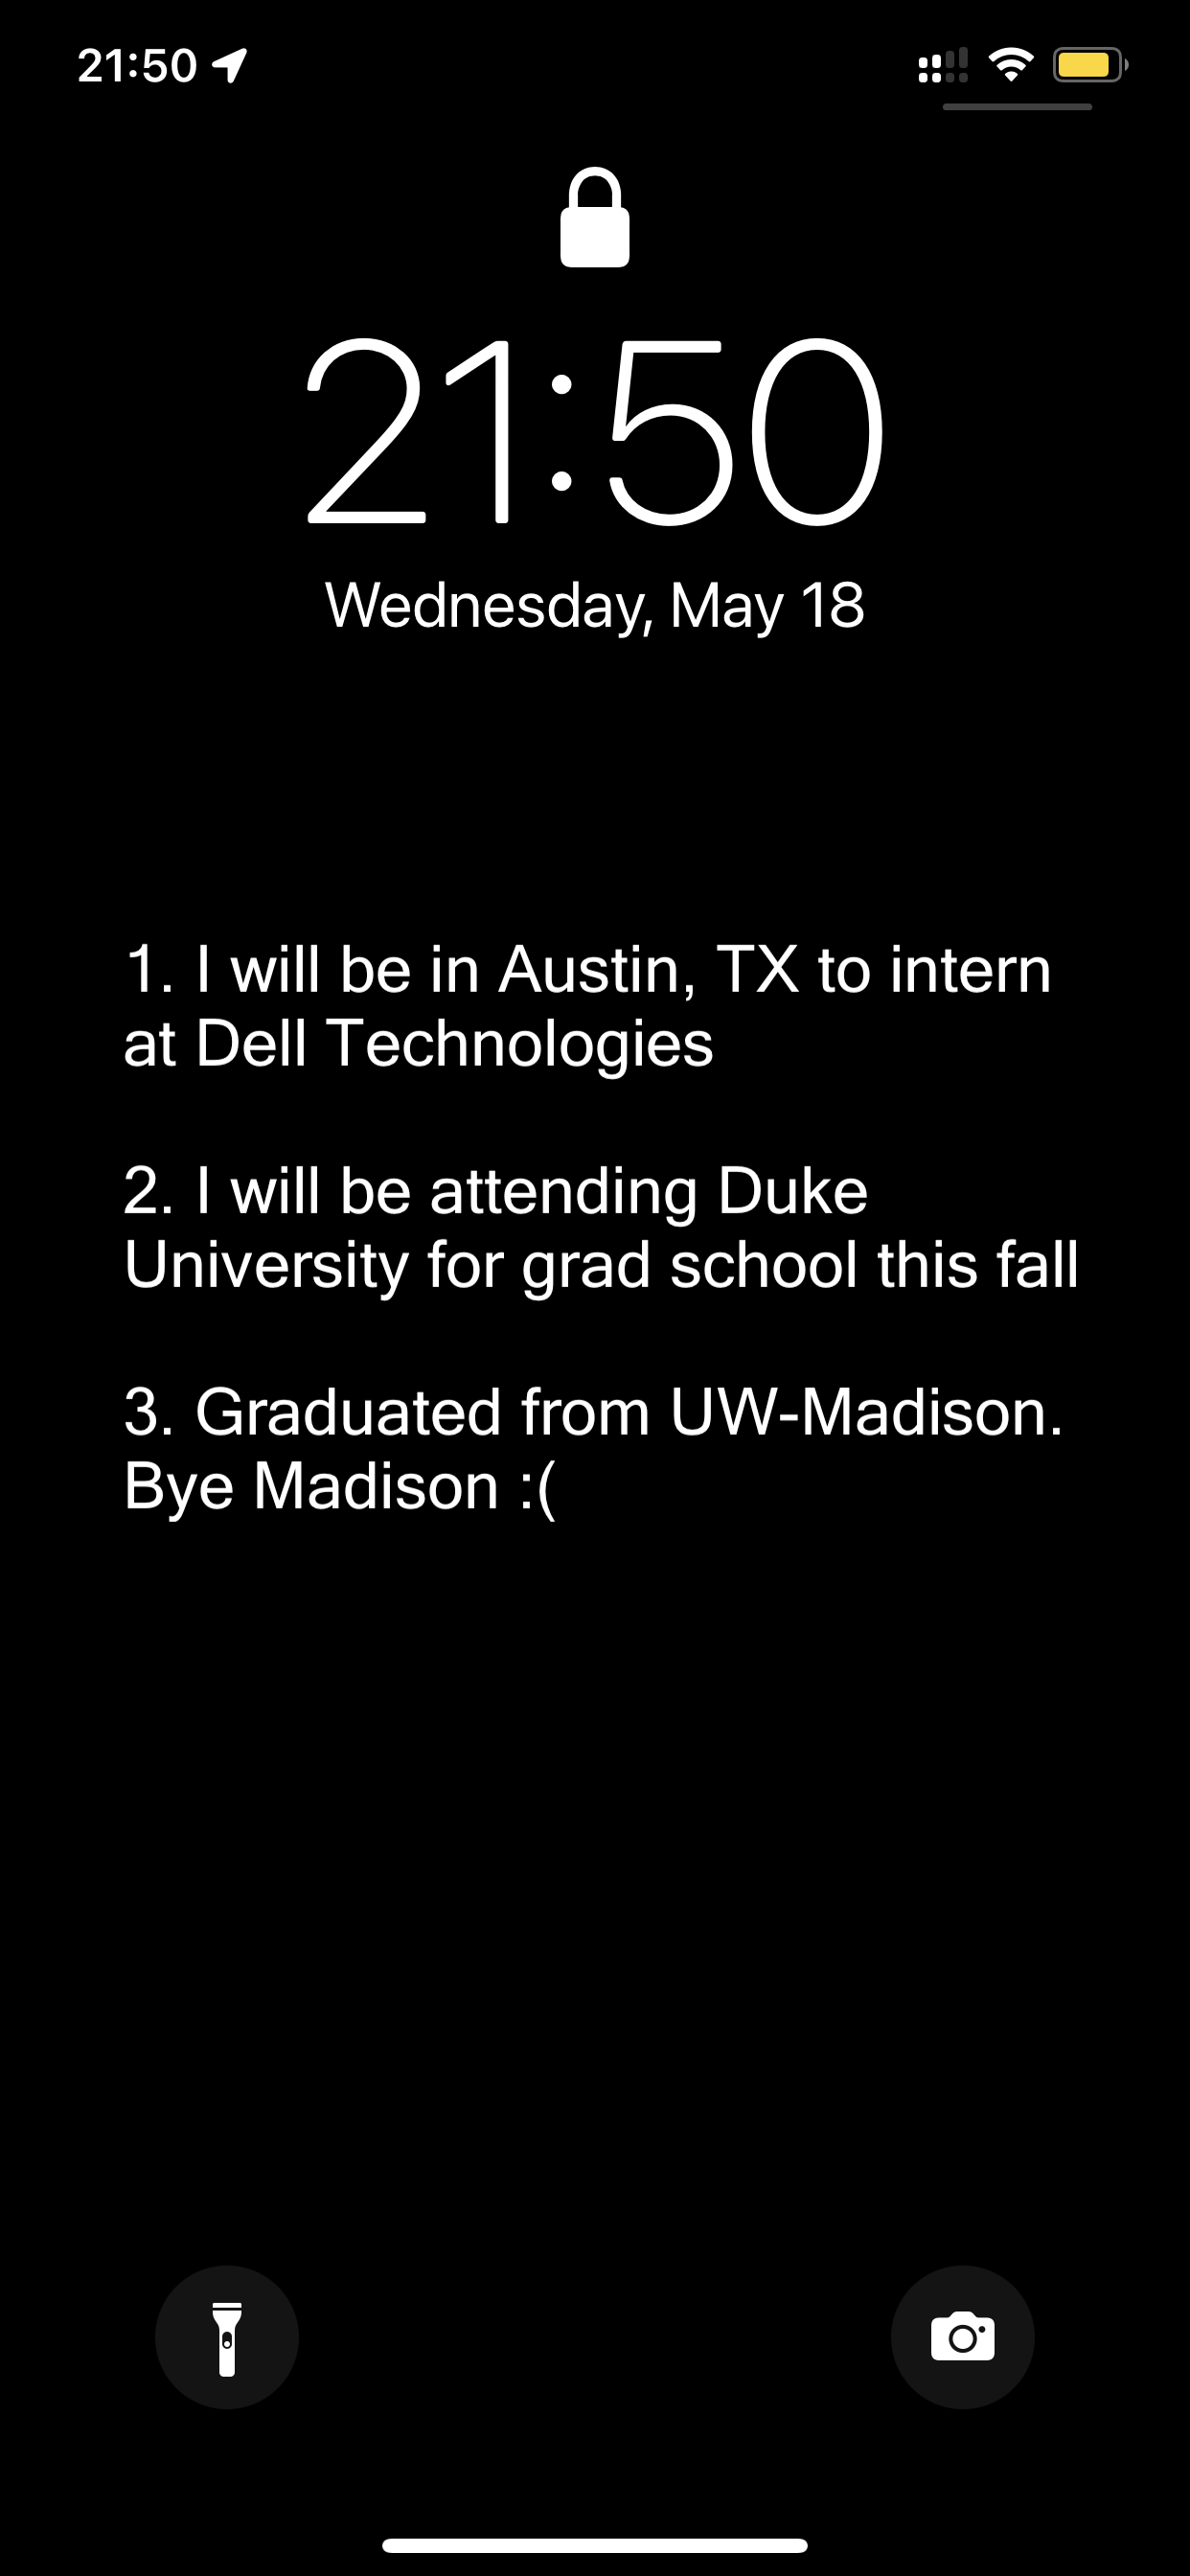 21:50
21:50
Wednesday, May 18
1. I will be in Austin, TX to intern
at Dell Technologies
2. I will be attending Duke
University for grad school this fall
3. Graduated from UW-Madison.
Bye Madison :(